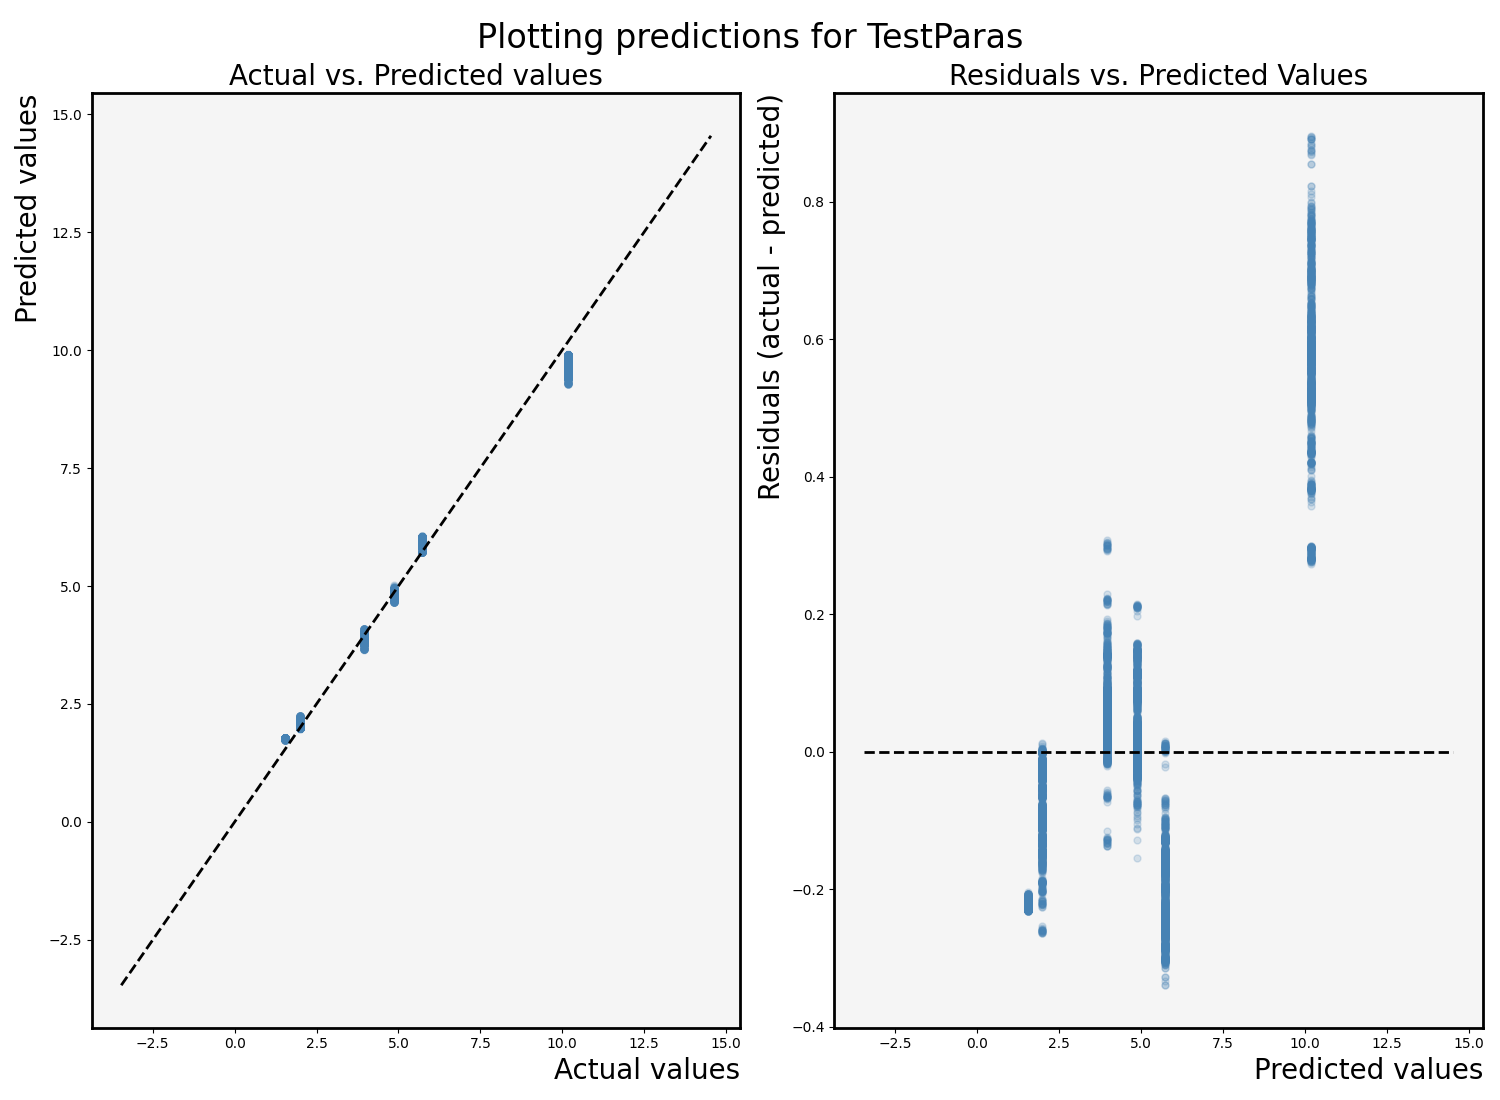 Plotting predictions for TestParas
Actual vs. Predicted values
Predicted values
15.0
12.5
10.0
7.5
5.0
2.5
0.0
−2.5
−2.5 0.0 2.5 5.0 7.5 10.0 12.5 15.0
Actual values
Residuals vs. Predicted Values
Residuals (actual - predicted)
0.8
0.6
0.4
0.2
0.0
−0.2
−0.4
−2.5 0.0 2.5 5.0 7.5 10.0 12.5 15.0
Predicted values